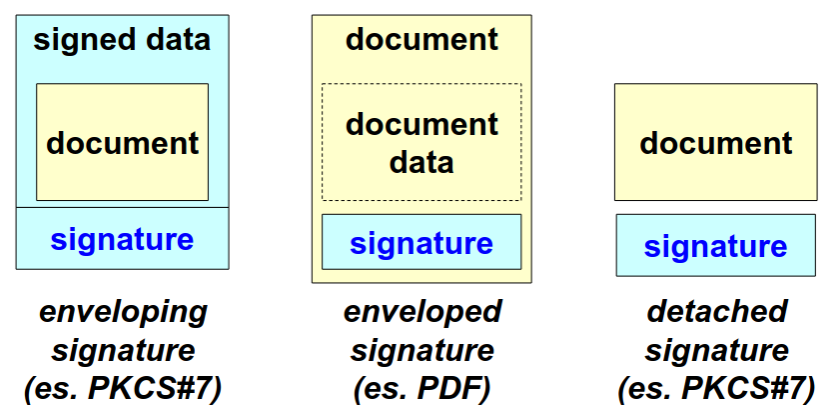 signed data
document
signature
enveloping
signature
(es. PKCS#7)
document
document
data
signature
enveloped
signature
(es. PDF)
document
signature
detached
signature
(es. PKCS#7)